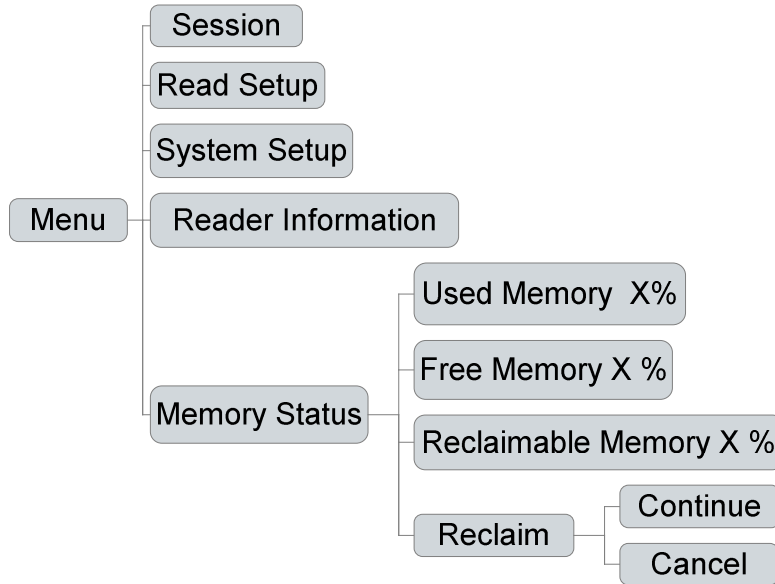 Session
Read Setup
System Setup
Menu
Reader Information
Used Memory  X%
Free Memory X %
Memory Status
Reclaimable Memory X %
Reclaim
Continue
Cancel